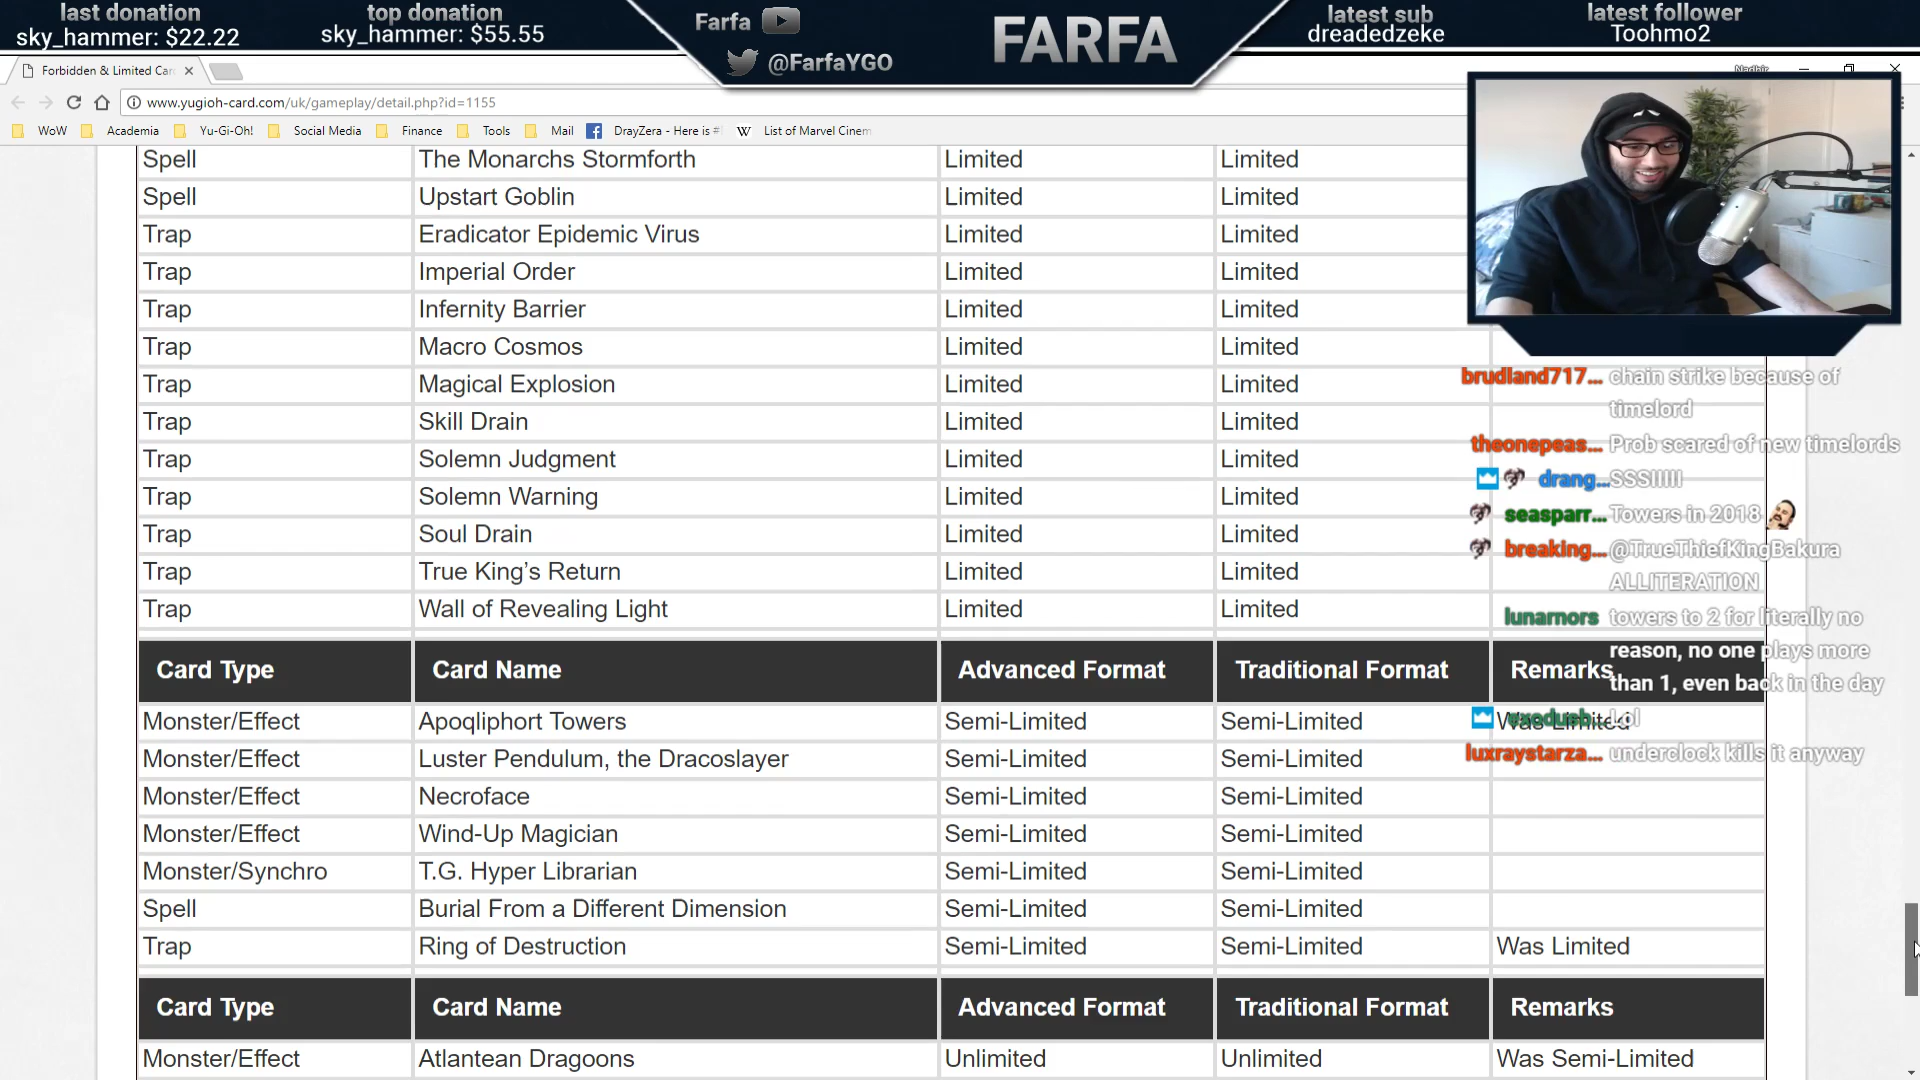 last donation
sky_hammer: $22.22
top donation
sky_hammer: $55.55
Farfa
@FarfaYGO
FARFA
latest sub
dreadedzeke
latest follower
Toohmo2
Forbidden & Limited Car
www.yugioh-card.com/uk/gameplay/detail.php?id=1155
WoW Academia Yu-Gi-Oh! Social Media Finance Tools Mail DrayZera - Here is # List of Marvel Cinem
Spell The Monarchs Stormforth Limited Limited
Spell Upstart Goblin Limited Limited
Trap Eradicator Epidemic Virus Limited Limited
Trap Imperial Order Limited Limited
Trap Infernity Barrier Limited Limited
Trap Macro Cosmos Limited Limited
Trap Magical Explosion Limited Limited
Trap Skill Drain Limited Limited
Trap Solemn Judgment Limited Limited
Trap Solemn Warning Limited Limited
Trap Soul Drain Limited Limited
Trap True King’s Return Limited Limited
Trap Wall of Revealing Light Limited Limited
Card Type Card Name Advanced Format Traditional Format Remarks
Monster/Effect Apoqliphort Towers Semi-Limited Semi-Limited Was Limited
Monster/Effect Luster Pendulum, the Dracoslayer Semi-Limited Semi-Limited
Monster/Effect Necroface Semi-Limited Semi-Limited
Monster/Effect Wind-Up Magician Semi-Limited Semi-Limited
Monster/Synchro T.G. Hyper Librarian Semi-Limited Semi-Limited
Spell Burial From a Different Dimension Semi-Limited Semi-Limited
Trap Ring of Destruction Semi-Limited Semi-Limited Was Limited
Card Type Card Name Advanced Format Traditional Format Remarks
Monster/Effect Atlantean Dragoons Unlimited Unlimited Was Semi-Limited
brudland717... chain strike because of
timelord
theonepeas... Prob scared of new timelords
drang... SSSIIIII
seasparr... Towers in 2018
breaking... @TrueThiefKingBakura
ALLITERATION
lunarnors towers to 2 for literally no
reason, no one plays more
than 1, even back in the day
exodusb... Lol
luxraystarza... underclock kills it anyway